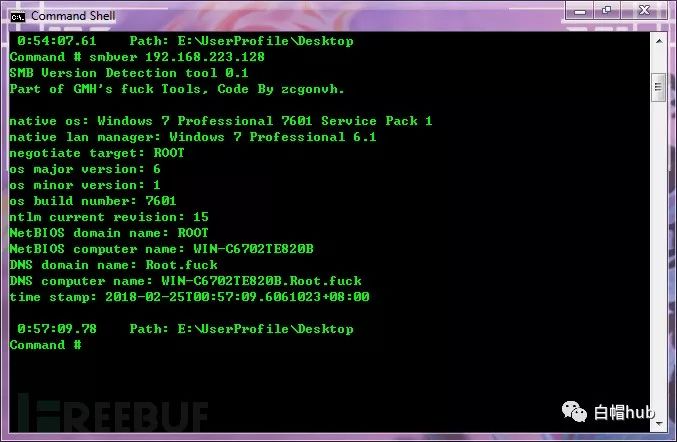 Command Shell
0:54:07.61    Path: E:\UserProfile\Desktop
Command # smbver 192.168.223.128
SMB Version Detection tool 0.1
Part of GMH's fuck Tools, Code By zcgonvh.
native os: Windows 7 Professional 7601 Service Pack 1
native lan manager: Windows 7 Professional 6.1
negotiate target: ROOT
os major version: 6
os minor version: 1
os build number: 7601
ntlm current revision: 15
NetBIOS domain name: ROOT
NetBIOS computer name: WIN-C6702TE820B
DNS domain name: Root.fuck
DNS computer name: WIN-C6702TE820B.Root.fuck
time stamp: 2018-02-25T00:57:09.6061023+08:00
0:57:09.78    Path: E:\UserProfile\Desktop
Command #
FREEBUF
白帽hub